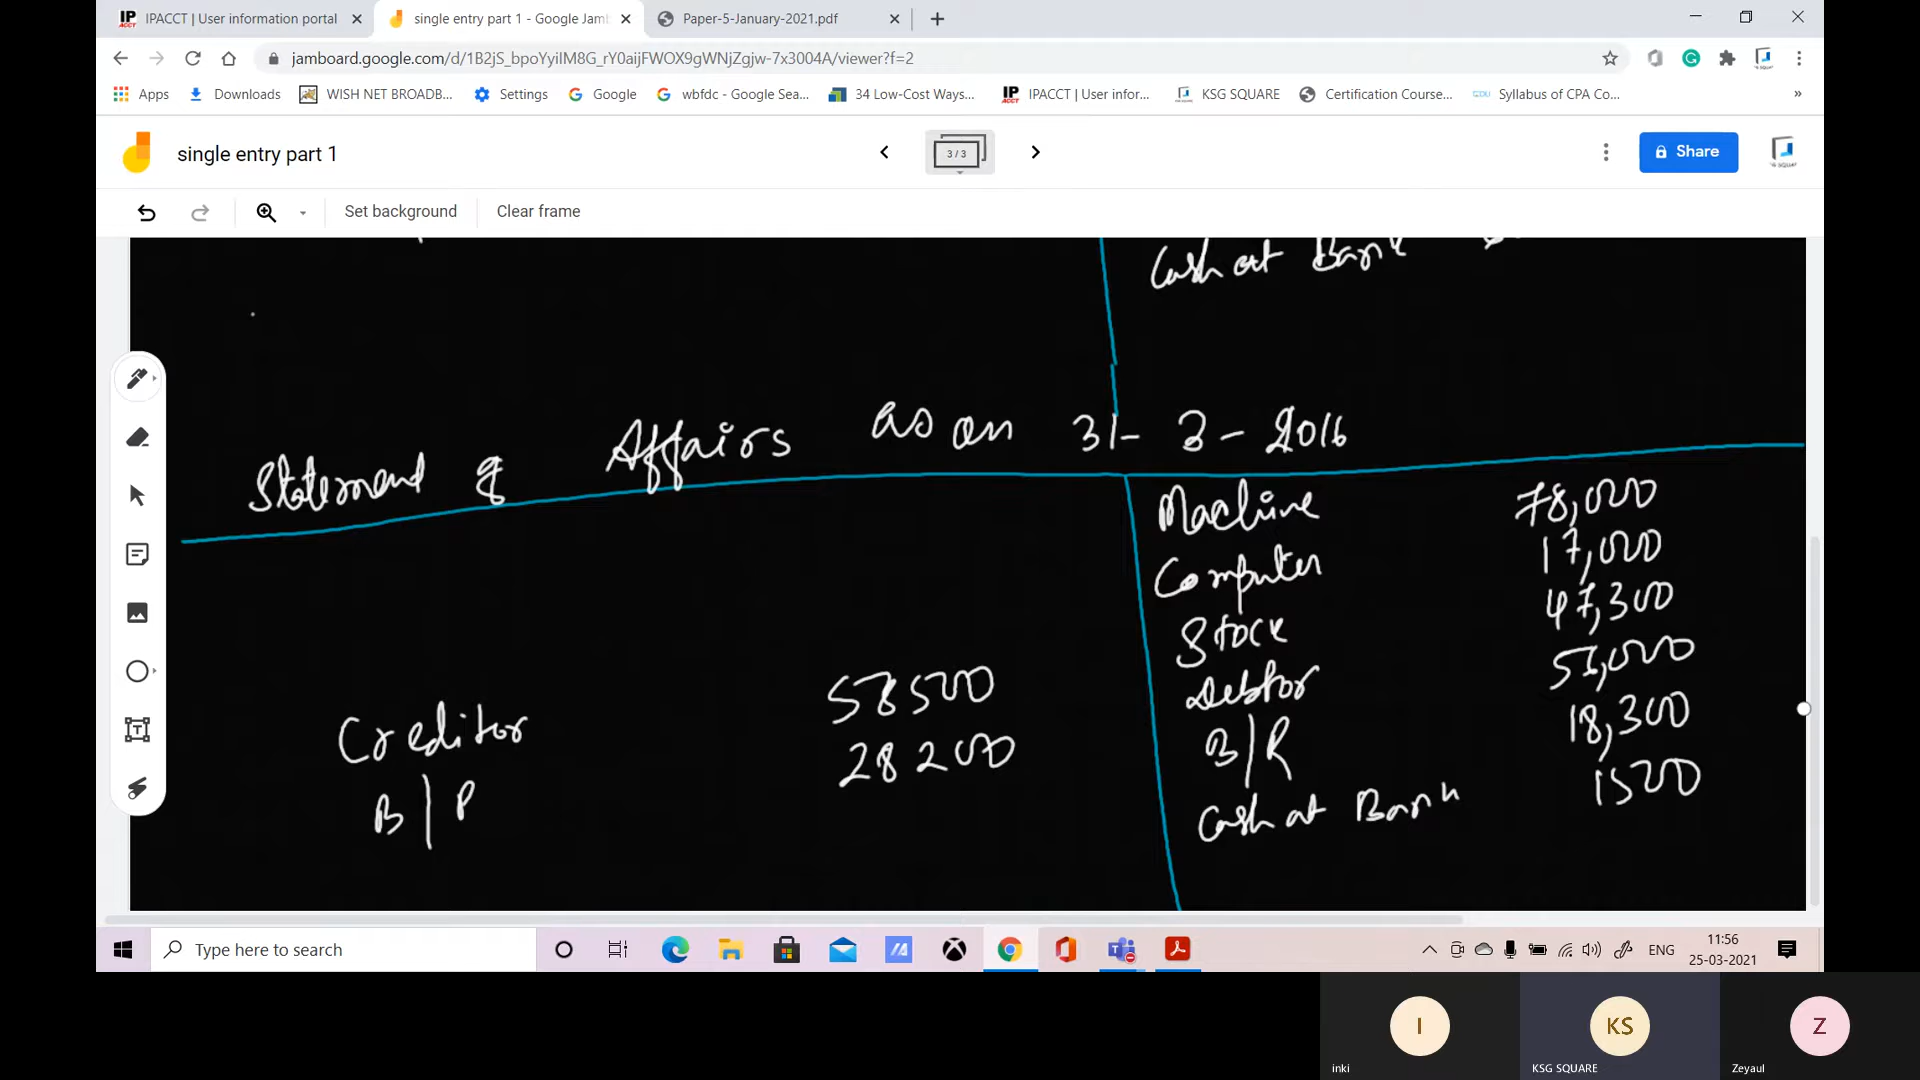 IPACCT | User information portal
single entry part 1 - Google Jamb
Paper-5-January-2021.pdf
jamboard.google.com/d/1B2jS_bpoYyiIM8G_rY0aijFWOX9gWNjZgjw-7x3004A/viewer?f=2
Apps
Downloads
WISH NET BROADB...
Settings
Google
wbfdc - Google Sea...
34 Low-Cost Ways...
IPACCT | User infor...
KSG SQUARE
Certification Course...
Syllabus of CPA Co...
»
single entry part 1
3 / 3
Share
Set background
Clear frame
Cash at Bank
Statement of Affairs as on 31-3-2016
Machine 78,000
Computer 17,000
Stock 47,300
Debtor
Creditor 58500
B/R 18,300
B/P 28200
Cash at Bank 1500
Type here to search
ENG
11:56
25-03-2021
I
KS
Z
inki
KSG SQUARE
Zeyaul